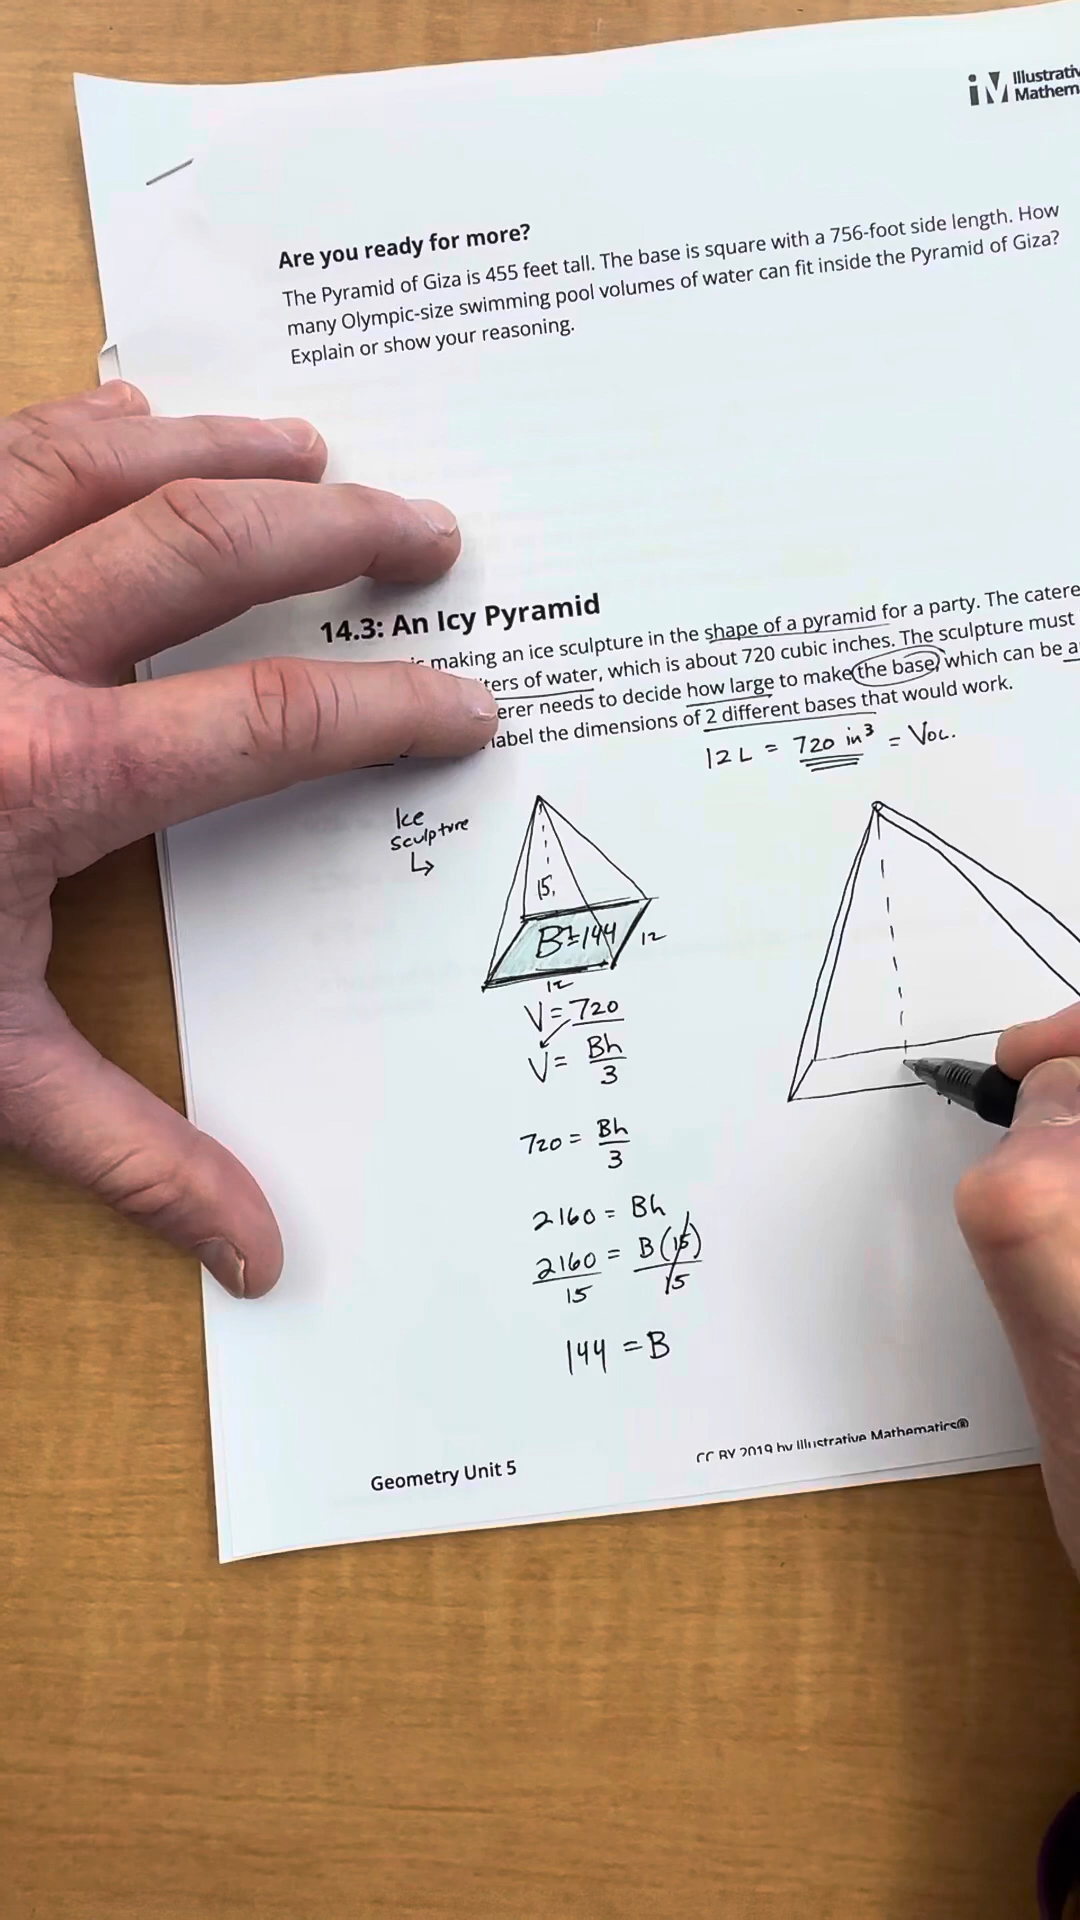 Illustrativ
Mathem
Are you ready for more?
The Pyramid of Giza is 455 feet tall. The base is square with a 756-foot side length. How
many Olympic-size swimming pool volumes of water can fit inside the Pyramid of Giza?
Explain or show your reasoning.
14.3: An Icy Pyramid
making an ice sculpture in the shape of a pyramid for a party. The catere
ters of water, which is about 720 cubic inches. The sculpture must
erer needs to decide how large to make the base, which can be a
label the dimensions of 2 different bases that would work.
12 L = 720 in³ = VOL.
Ice
Sculpture
↳
15,
B=144
12
12
V = 720
V = Bh/3
720 = Bh/3
2160 = Bh
2160/15 = B(15)/15
144 = B
Geometry Unit 5
CC BY 2019 by Illustrative Mathematics®